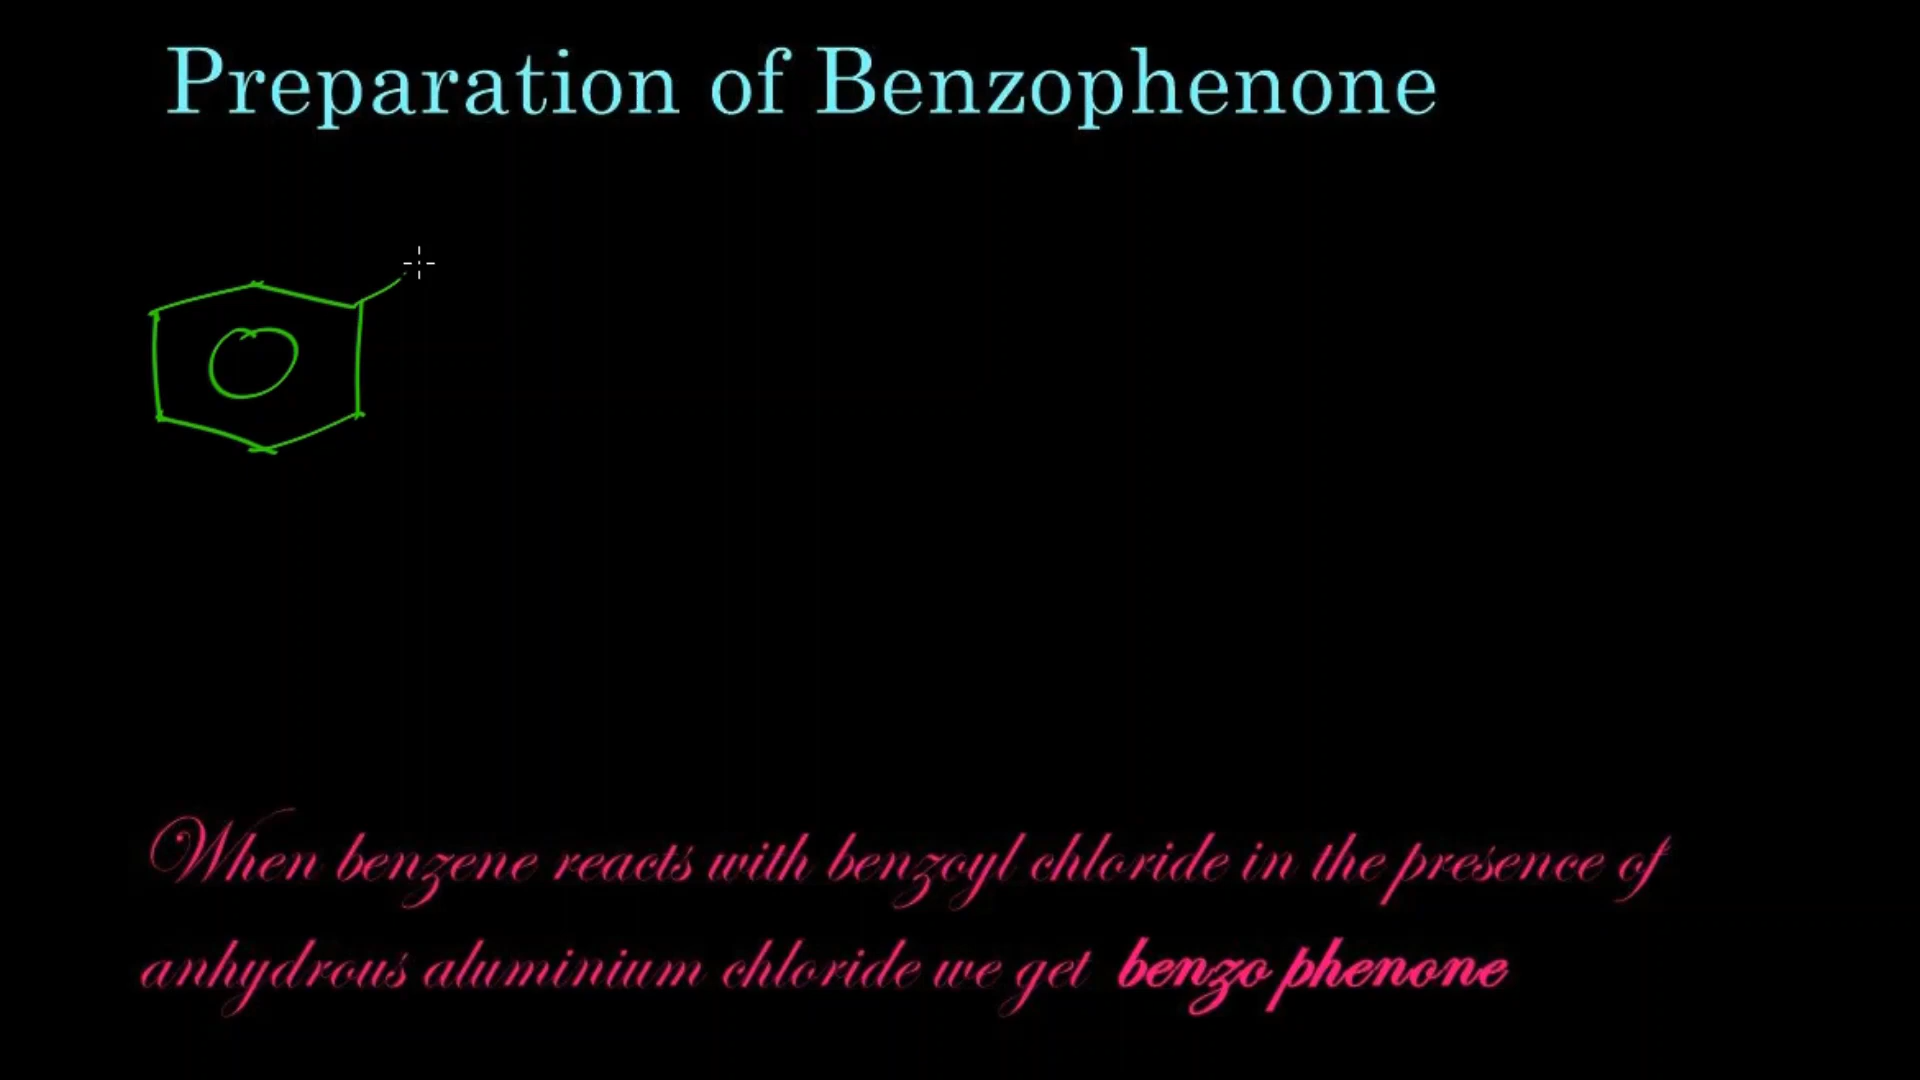 Preparation of Benzophenone
When benzene reacts with benzoyl chloride in the presence of
anhydrous aluminium chloride we get benzo phenone